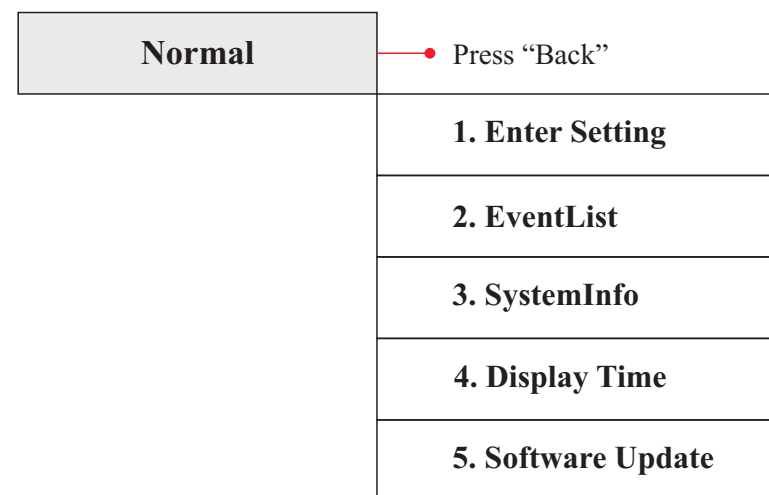 Normal
Press “Back”
1. Enter Setting
2. EventList
3. SystemInfo
4. Display Time
5. Software Update